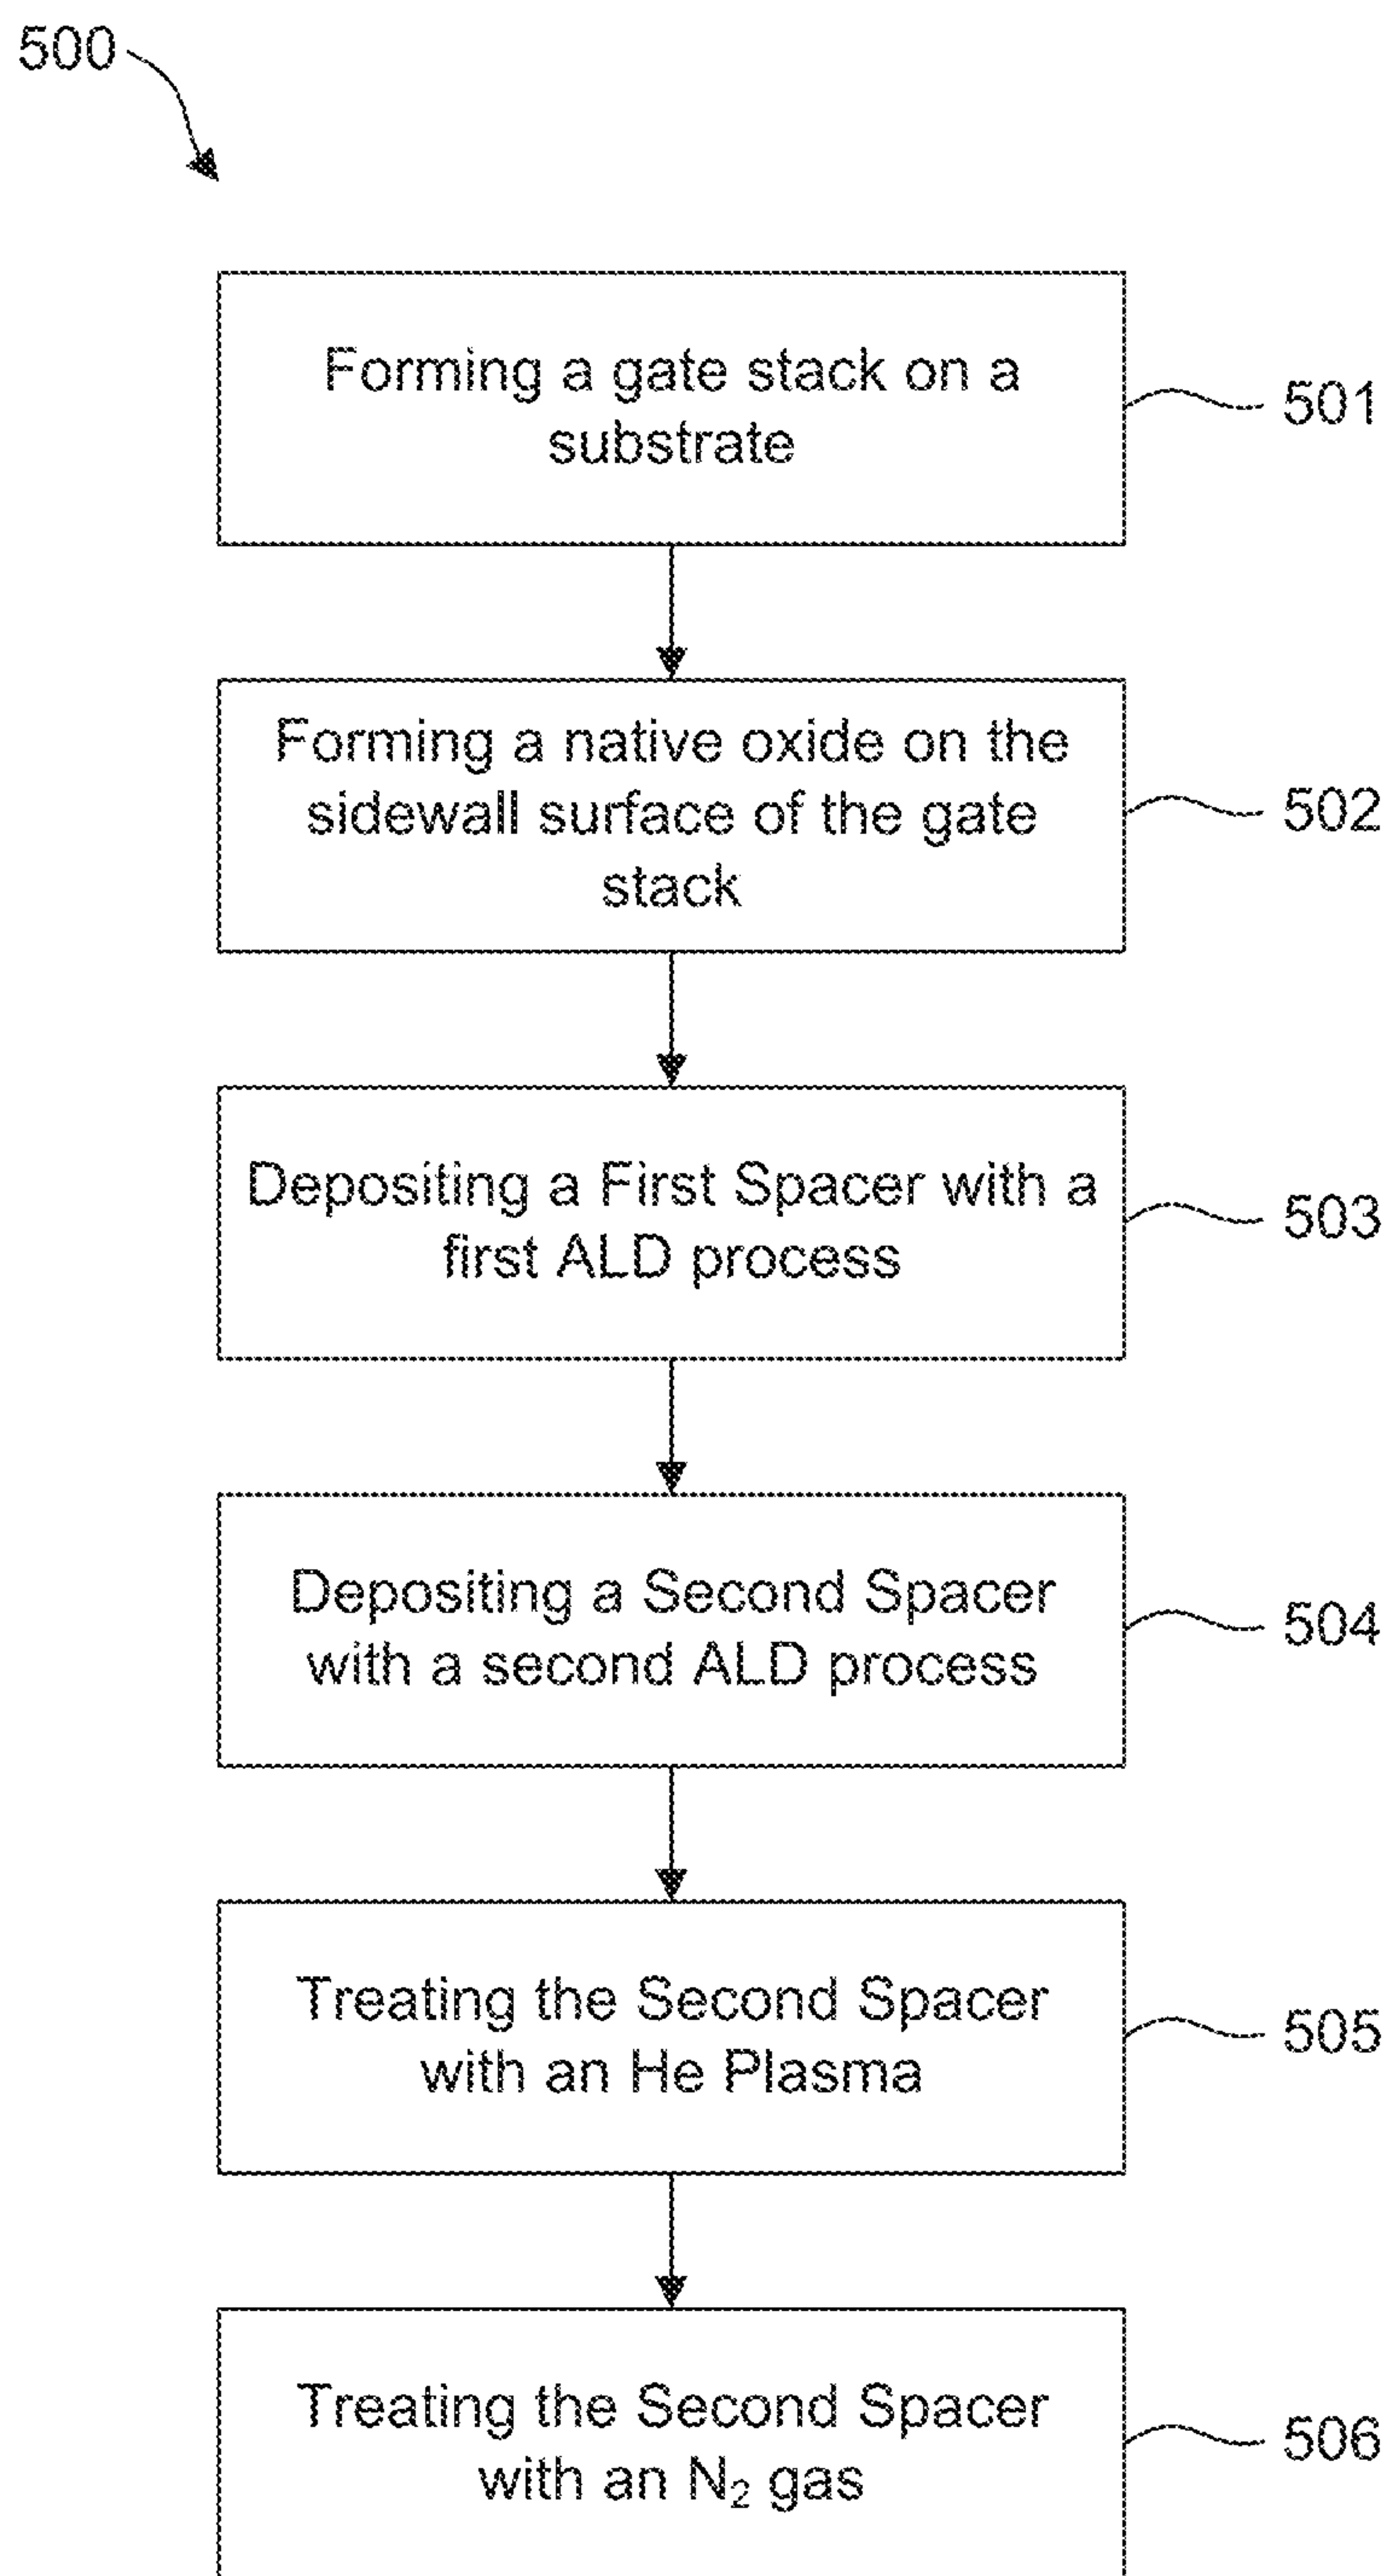 500
Forming a gate stack on a
substrate
501
Forming a native oxide on the
sidewall surface of the gate
stack
502
Depositing a First Spacer with a
first ALD process
503
Depositing a Second Spacer
with a second ALD process
504
Treating the Second Spacer
with an He Plasma
505
Treating the Second Spacer
with an N₂ gas
506